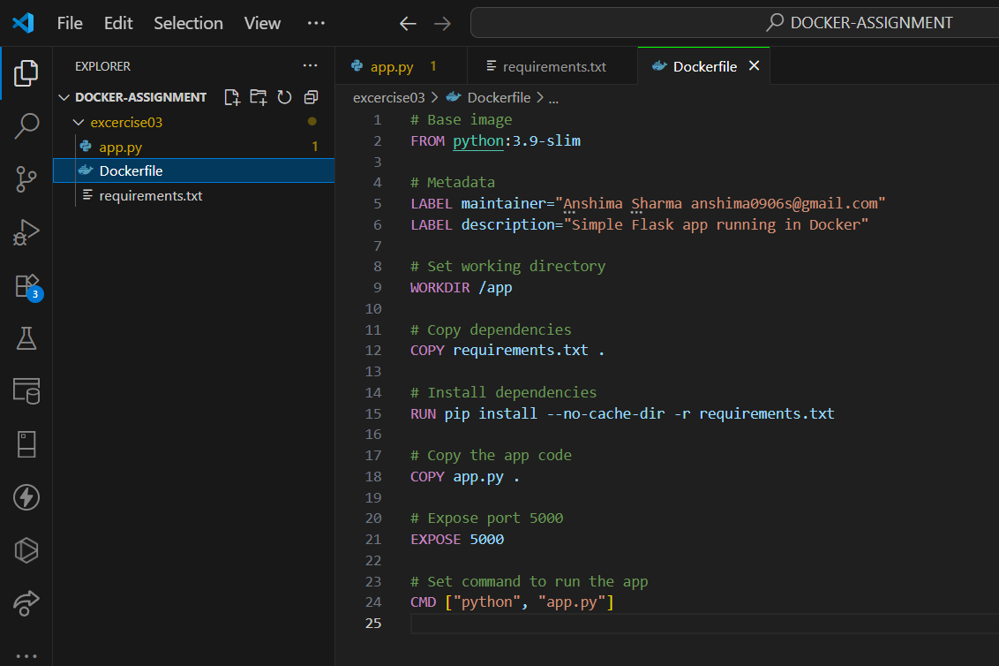 File Edit Selection View ··· DOCKER-ASSIGNMENT
EXPLORER ···
DOCKER-ASSIGNMENT
excercise03
app.py 1
Dockerfile
requirements.txt
3
app.py 1 requirements.txt Dockerfile
excercise03 > Dockerfile > ...
1 # Base image
2 FROM python:3.9-slim
3
4 # Metadata
5 LABEL maintainer="Anshima Sharma anshima0906s@gmail.com"
6 LABEL description="Simple Flask app running in Docker"
7
8 # Set working directory
9 WORKDIR /app
10
11 # Copy dependencies
12 COPY requirements.txt .
13
14 # Install dependencies
15 RUN pip install --no-cache-dir -r requirements.txt
16
17 # Copy the app code
18 COPY app.py .
19
20 # Expose port 5000
21 EXPOSE 5000
22
23 # Set command to run the app
24 CMD ["python", "app.py"]
25